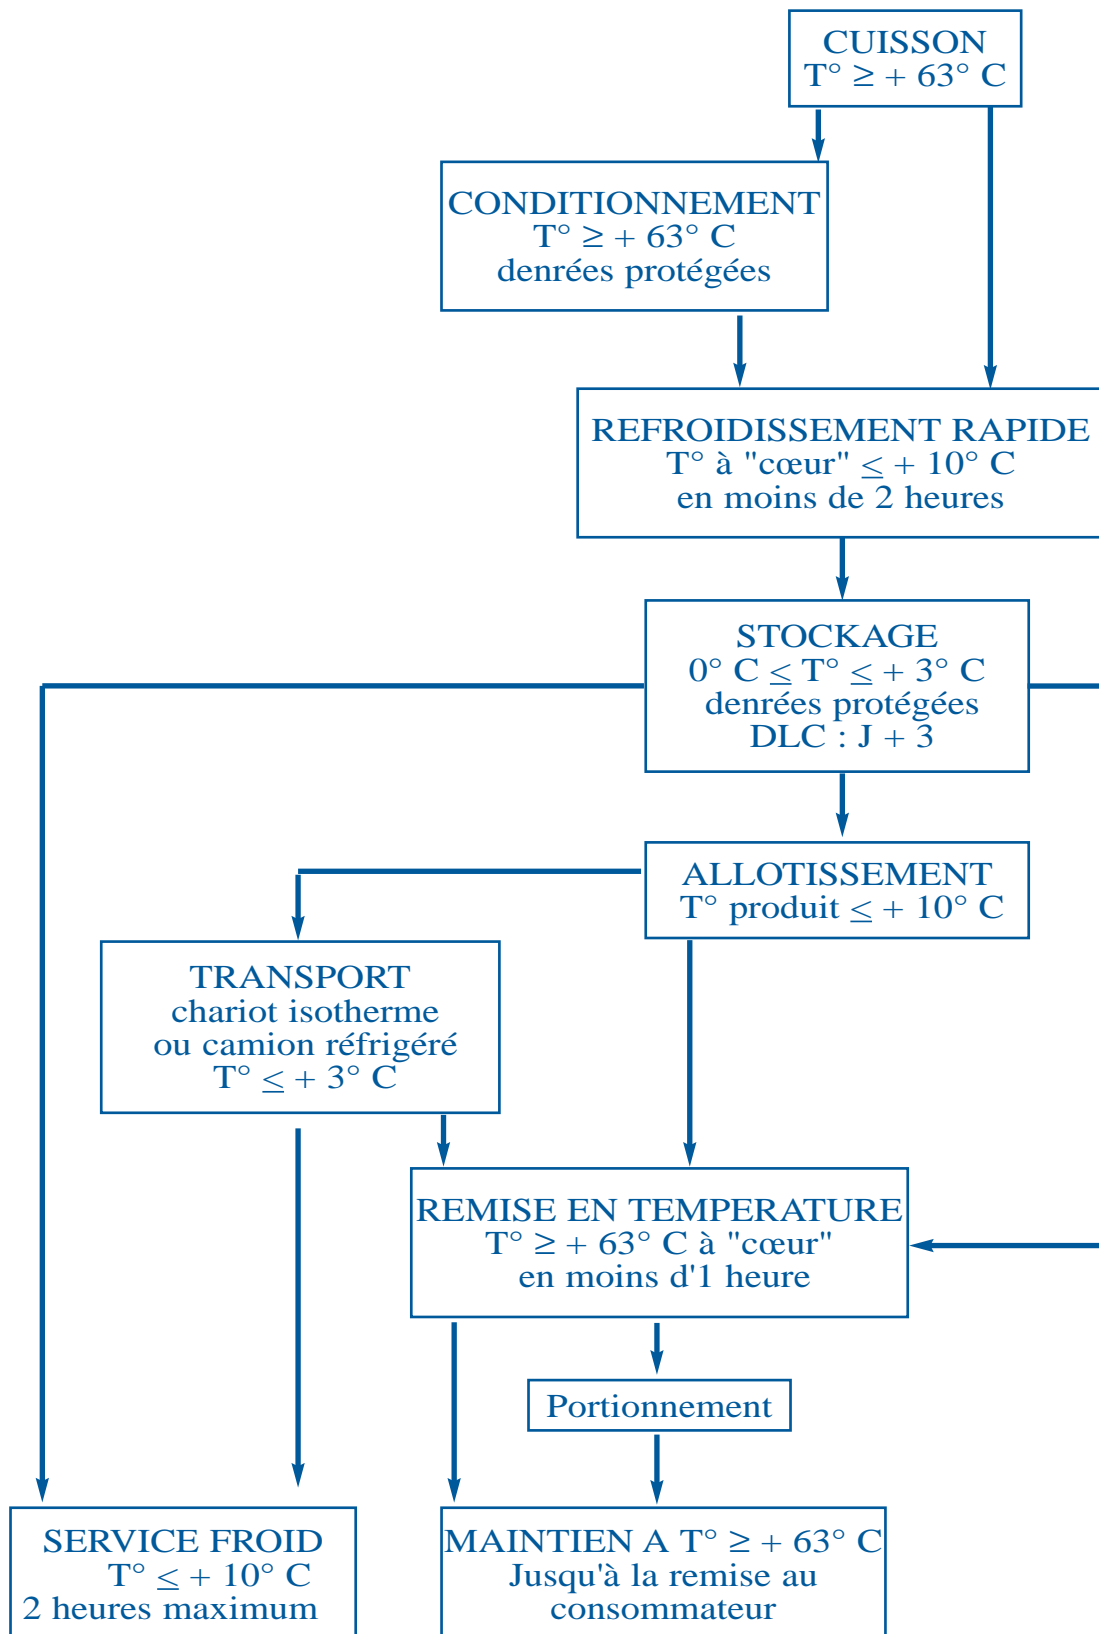 CUISSON
T° ≥ + 63° C
CONDITIONNEMENT
T° ≥ + 63° C
denrées protégées
REFROIDISSEMENT RAPIDE
T° à "cœur" ≤ + 10° C
en moins de 2 heures
STOCKAGE
0° C ≤ T° ≤ + 3° C
denrées protégées
DLC : J + 3
ALLOTISSEMENT
T° produit ≤ + 10° C
TRANSPORT
chariot isotherme
ou camion réfrigéré
T° ≤ + 3° C
REMISE EN TEMPERATURE
T° ≥ + 63° C à "cœur"
en moins d'1 heure
Portionnement
SERVICE FROID
T° ≤ + 10° C
2 heures maximum
MAINTIEN A T° ≥ + 63° C
Jusqu'à la remise au
consommateur